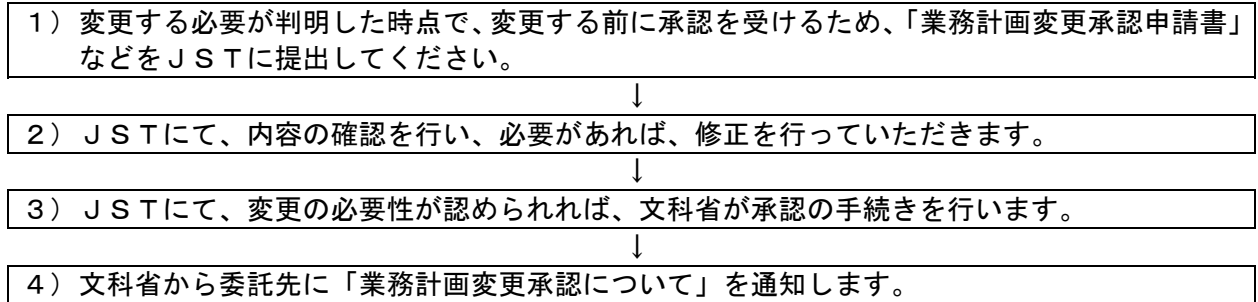 １）変更する必要が判明した時点で、変更する前に承認を受けるため、「業務計画変更承認申請書」
などをＪＳＴに提出してください。
↓
２）ＪＳＴにて、内容の確認を行い、必要があれば、修正を行っていただきます。
↓
３）ＪＳＴにて、変更の必要性が認められれば、文科省が承認の手続きを行います。
↓
４）文科省から委託先に「業務計画変更承認について」を通知します。